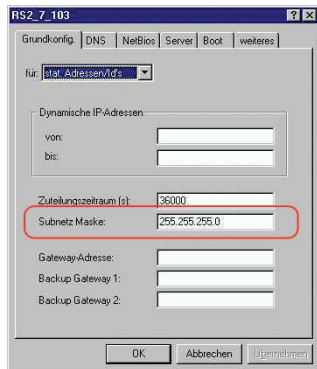 RS2_7_103
Grundkonfig. DNS NetBios Server Boot weiteres
für: stat. Adressen/Id's
Dynamische IP-Adressen
von:
bis:
Zuteilungszeitraum (s): 36000
Subnetz Maske: 255.255.255.0
Gateway-Adresse:
Backup Gateway 1:
Backup Gateway 2:
OK Abbrechen Übernehmen